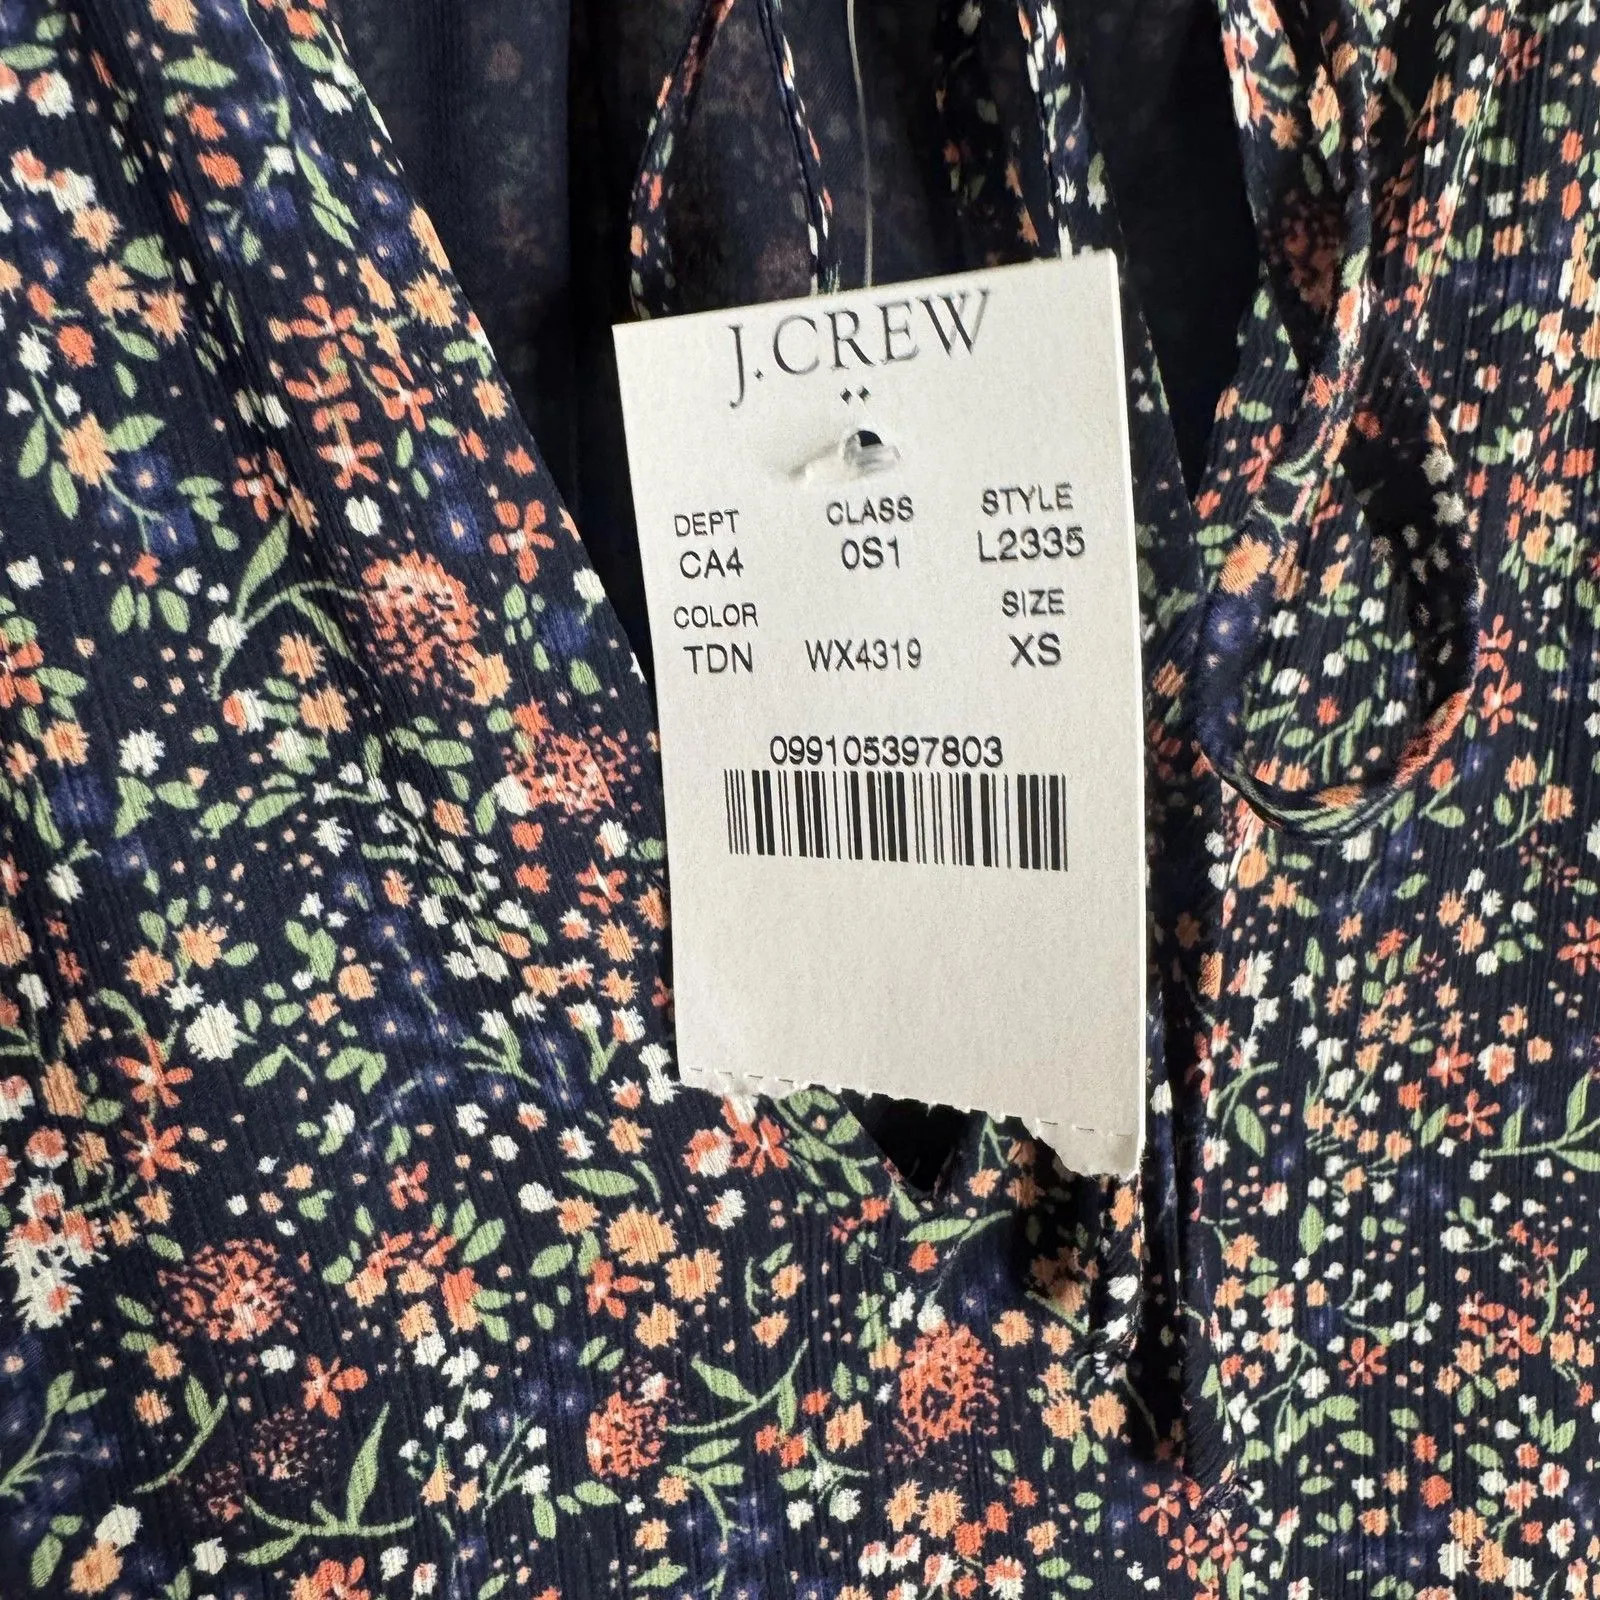 J.CREW
DEPT CLASS STYLE
CA4 0S1 L2335
COLOR SIZE
TDN WX4319 XS
099105397803